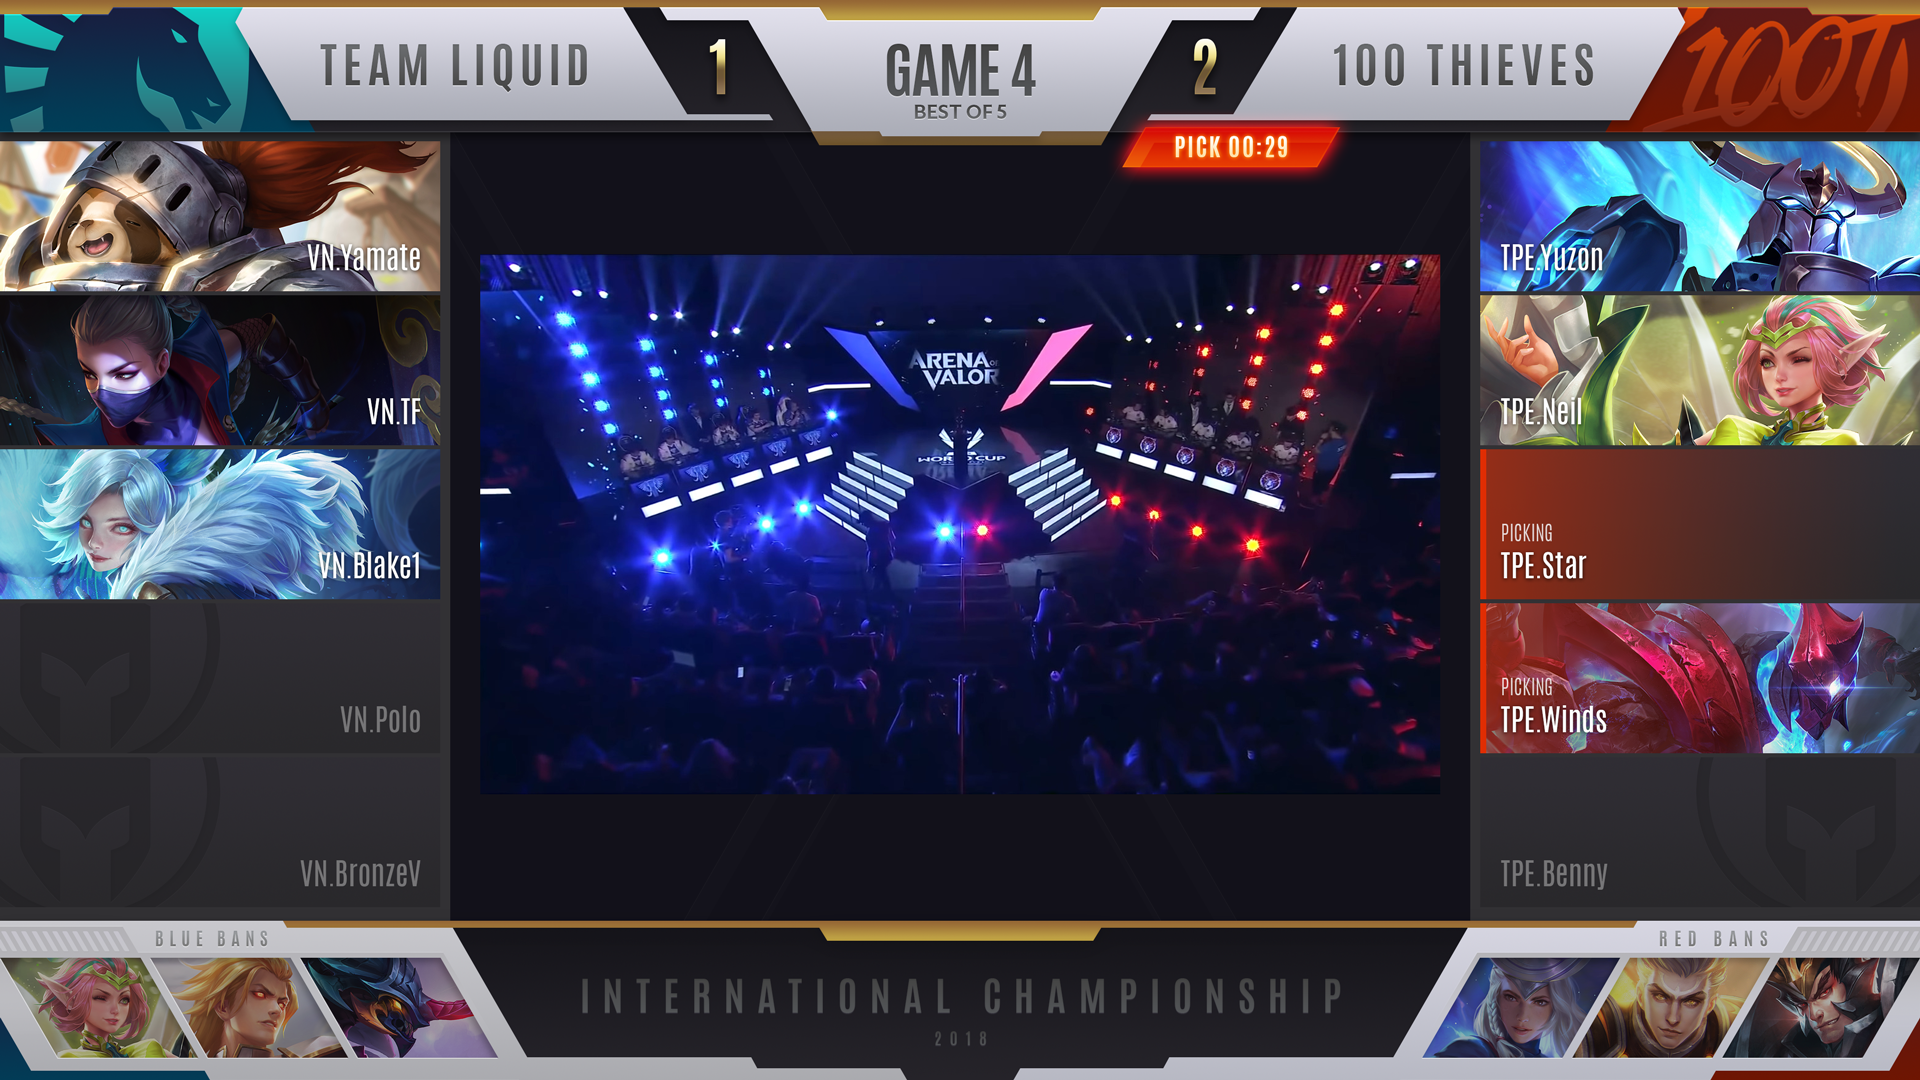 TEAM LIQUID
1
GAME 4
BEST OF 5
2
100 THIEVES
100T
PICK 00:29
VN.Yamate
VN.TF
VN.Blake1
VN.Polo
VN.BronzeV
ARENA OF
VALOR
WORLD CUP
TPE.Yuzon
TPE.Neil
PICKING
TPE.Star
PICKING
TPE.Winds
TPE.Benny
BLUE BANS
INTERNATIONAL CHAMPIONSHIP
2018
RED BANS